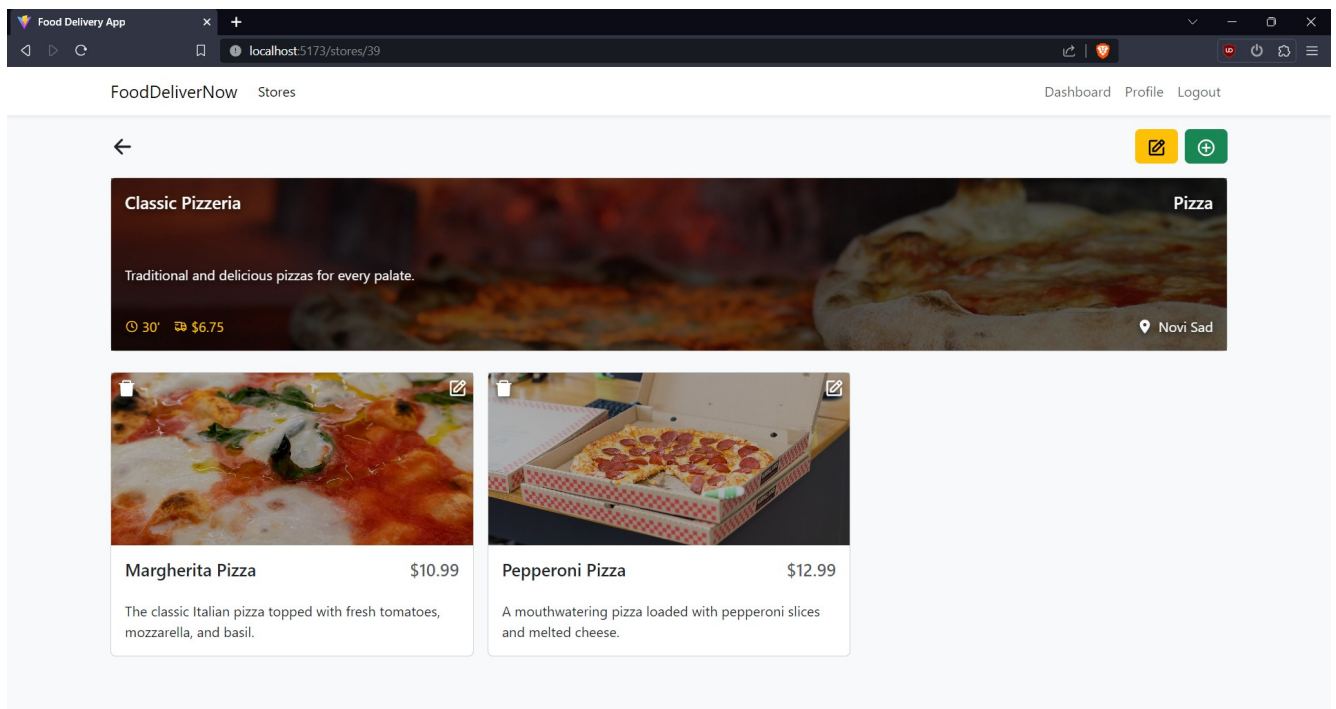 Food Delivery App
localhost:5173/stores/39
FoodDeliverNow Stores Dashboard Profile Logout
Classic Pizzeria Pizza
Traditional and delicious pizzas for every palate.
30' $6.75 Novi Sad
Margherita Pizza $10.99
The classic Italian pizza topped with fresh tomatoes,
mozzarella, and basil.
Pepperoni Pizza $12.99
A mouthwatering pizza loaded with pepperoni slices
and melted cheese.